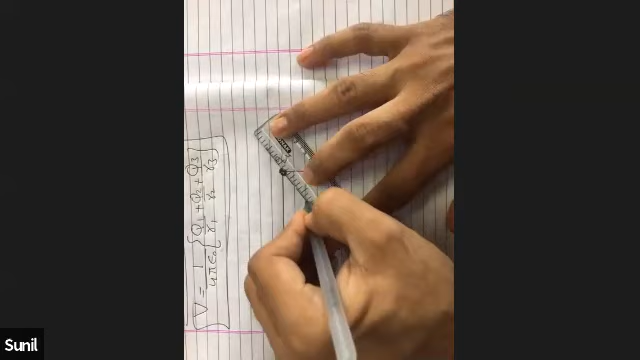 V = 1/4πε₀ { Q1/r1 + Q2/r2 + Q3/r3 }
Sunil